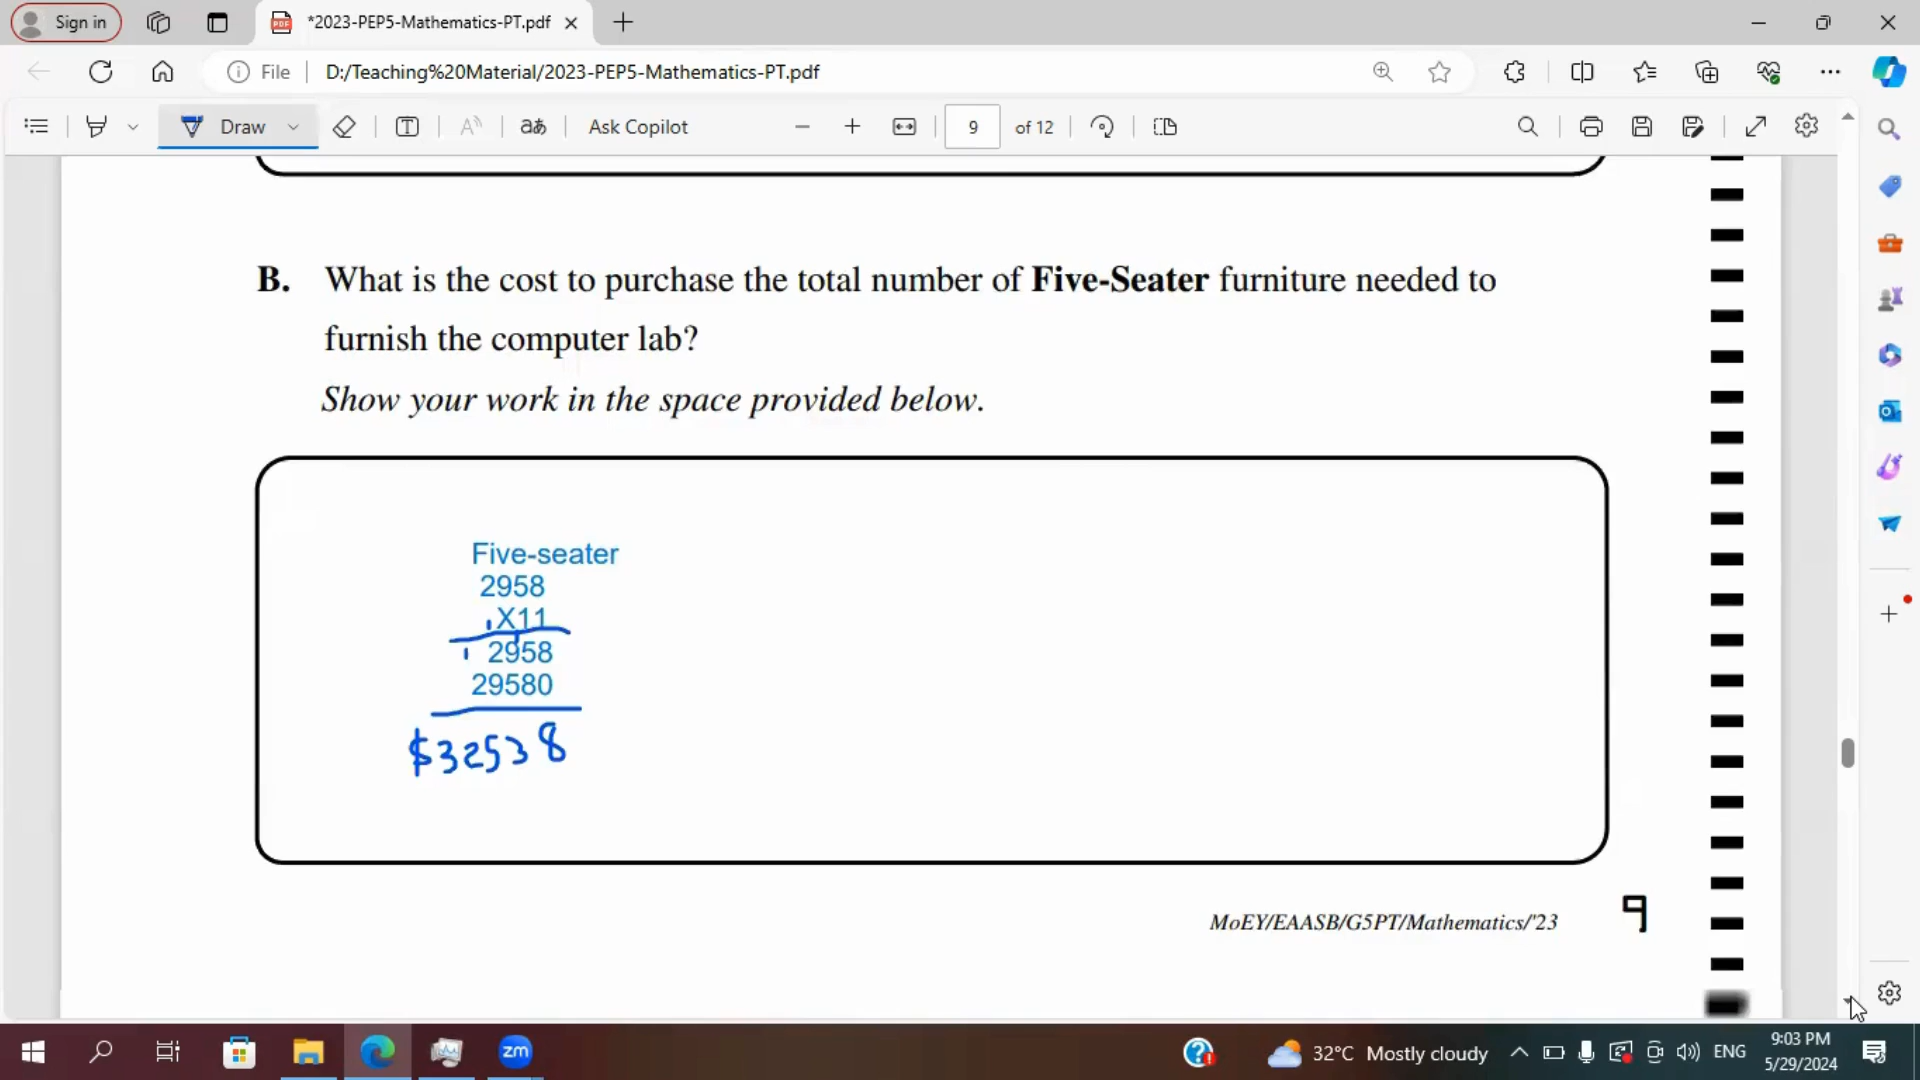 Sign in
*2023-PEP5-Mathematics-PT.pdf
File
D:/Teaching%20Material/2023-PEP5-Mathematics-PT.pdf
Draw
Ask Copilot
9 of 12
B. What is the cost to purchase the total number of Five-Seater furniture needed to
furnish the computer lab?
Show your work in the space provided below.
Five-seater
2958
1 X11
1 2958
29580
$32538
MoEY/EAASB/G5PT/Mathematics/'23
9
zm
32°C Mostly cloudy
ENG
9:03 PM
5/29/2024